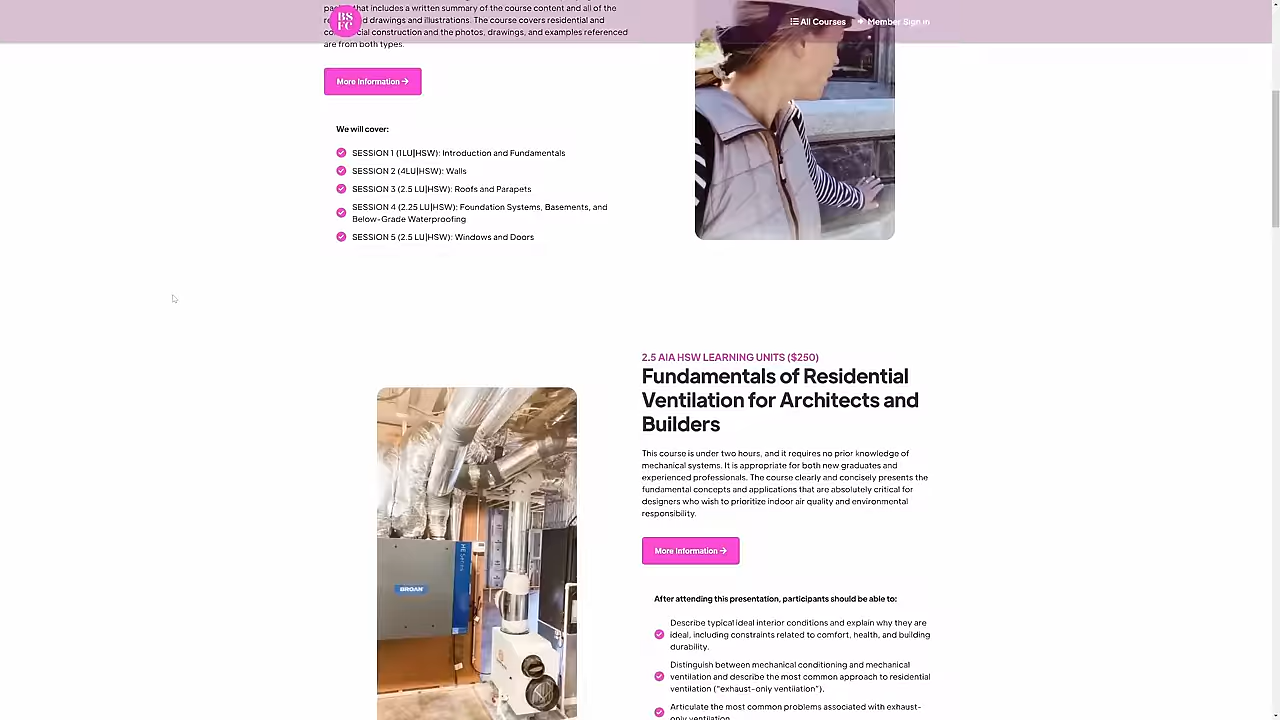 BS
FC
All Courses
Member Sign in
that includes a written summary of the course content and all of the
drawings and illustrations. The course covers residential and
construction and the photos, drawings, and examples referenced
are from both types.
More Information →
We will cover:
SESSION 1 (1LU|HSW): Introduction and Fundamentals
SESSION 2 (4LU|HSW): Walls
SESSION 3 (2.5 LU|HSW): Roofs and Parapets
SESSION 4 (2.25 LU|HSW): Foundation Systems, Basements, and
Below-Grade Waterproofing
SESSION 5 (2.5 LU|HSW): Windows and Doors
2.5 AIA HSW LEARNING UNITS ($250)
Fundamentals of Residential
Ventilation for Architects and
Builders
This course is under two hours, and it requires no prior knowledge of
mechanical systems. It is appropriate for both new graduates and
experienced professionals. The course clearly and concisely presents the
fundamental concepts and applications that are absolutely critical for
designers who wish to prioritize indoor air quality and environmental
responsibility.
More Information →
After attending this presentation, participants should be able to:
Describe typical ideal interior conditions and explain why they are
ideal, including constraints related to comfort, health, and building
durability.
Distinguish between mechanical conditioning and mechanical
ventilation and describe the most common approach to residential
ventilation ("exhaust-only ventilation").
Articulate the most common problems associated with exhaust-
only ventilation
BROAN
HE Series